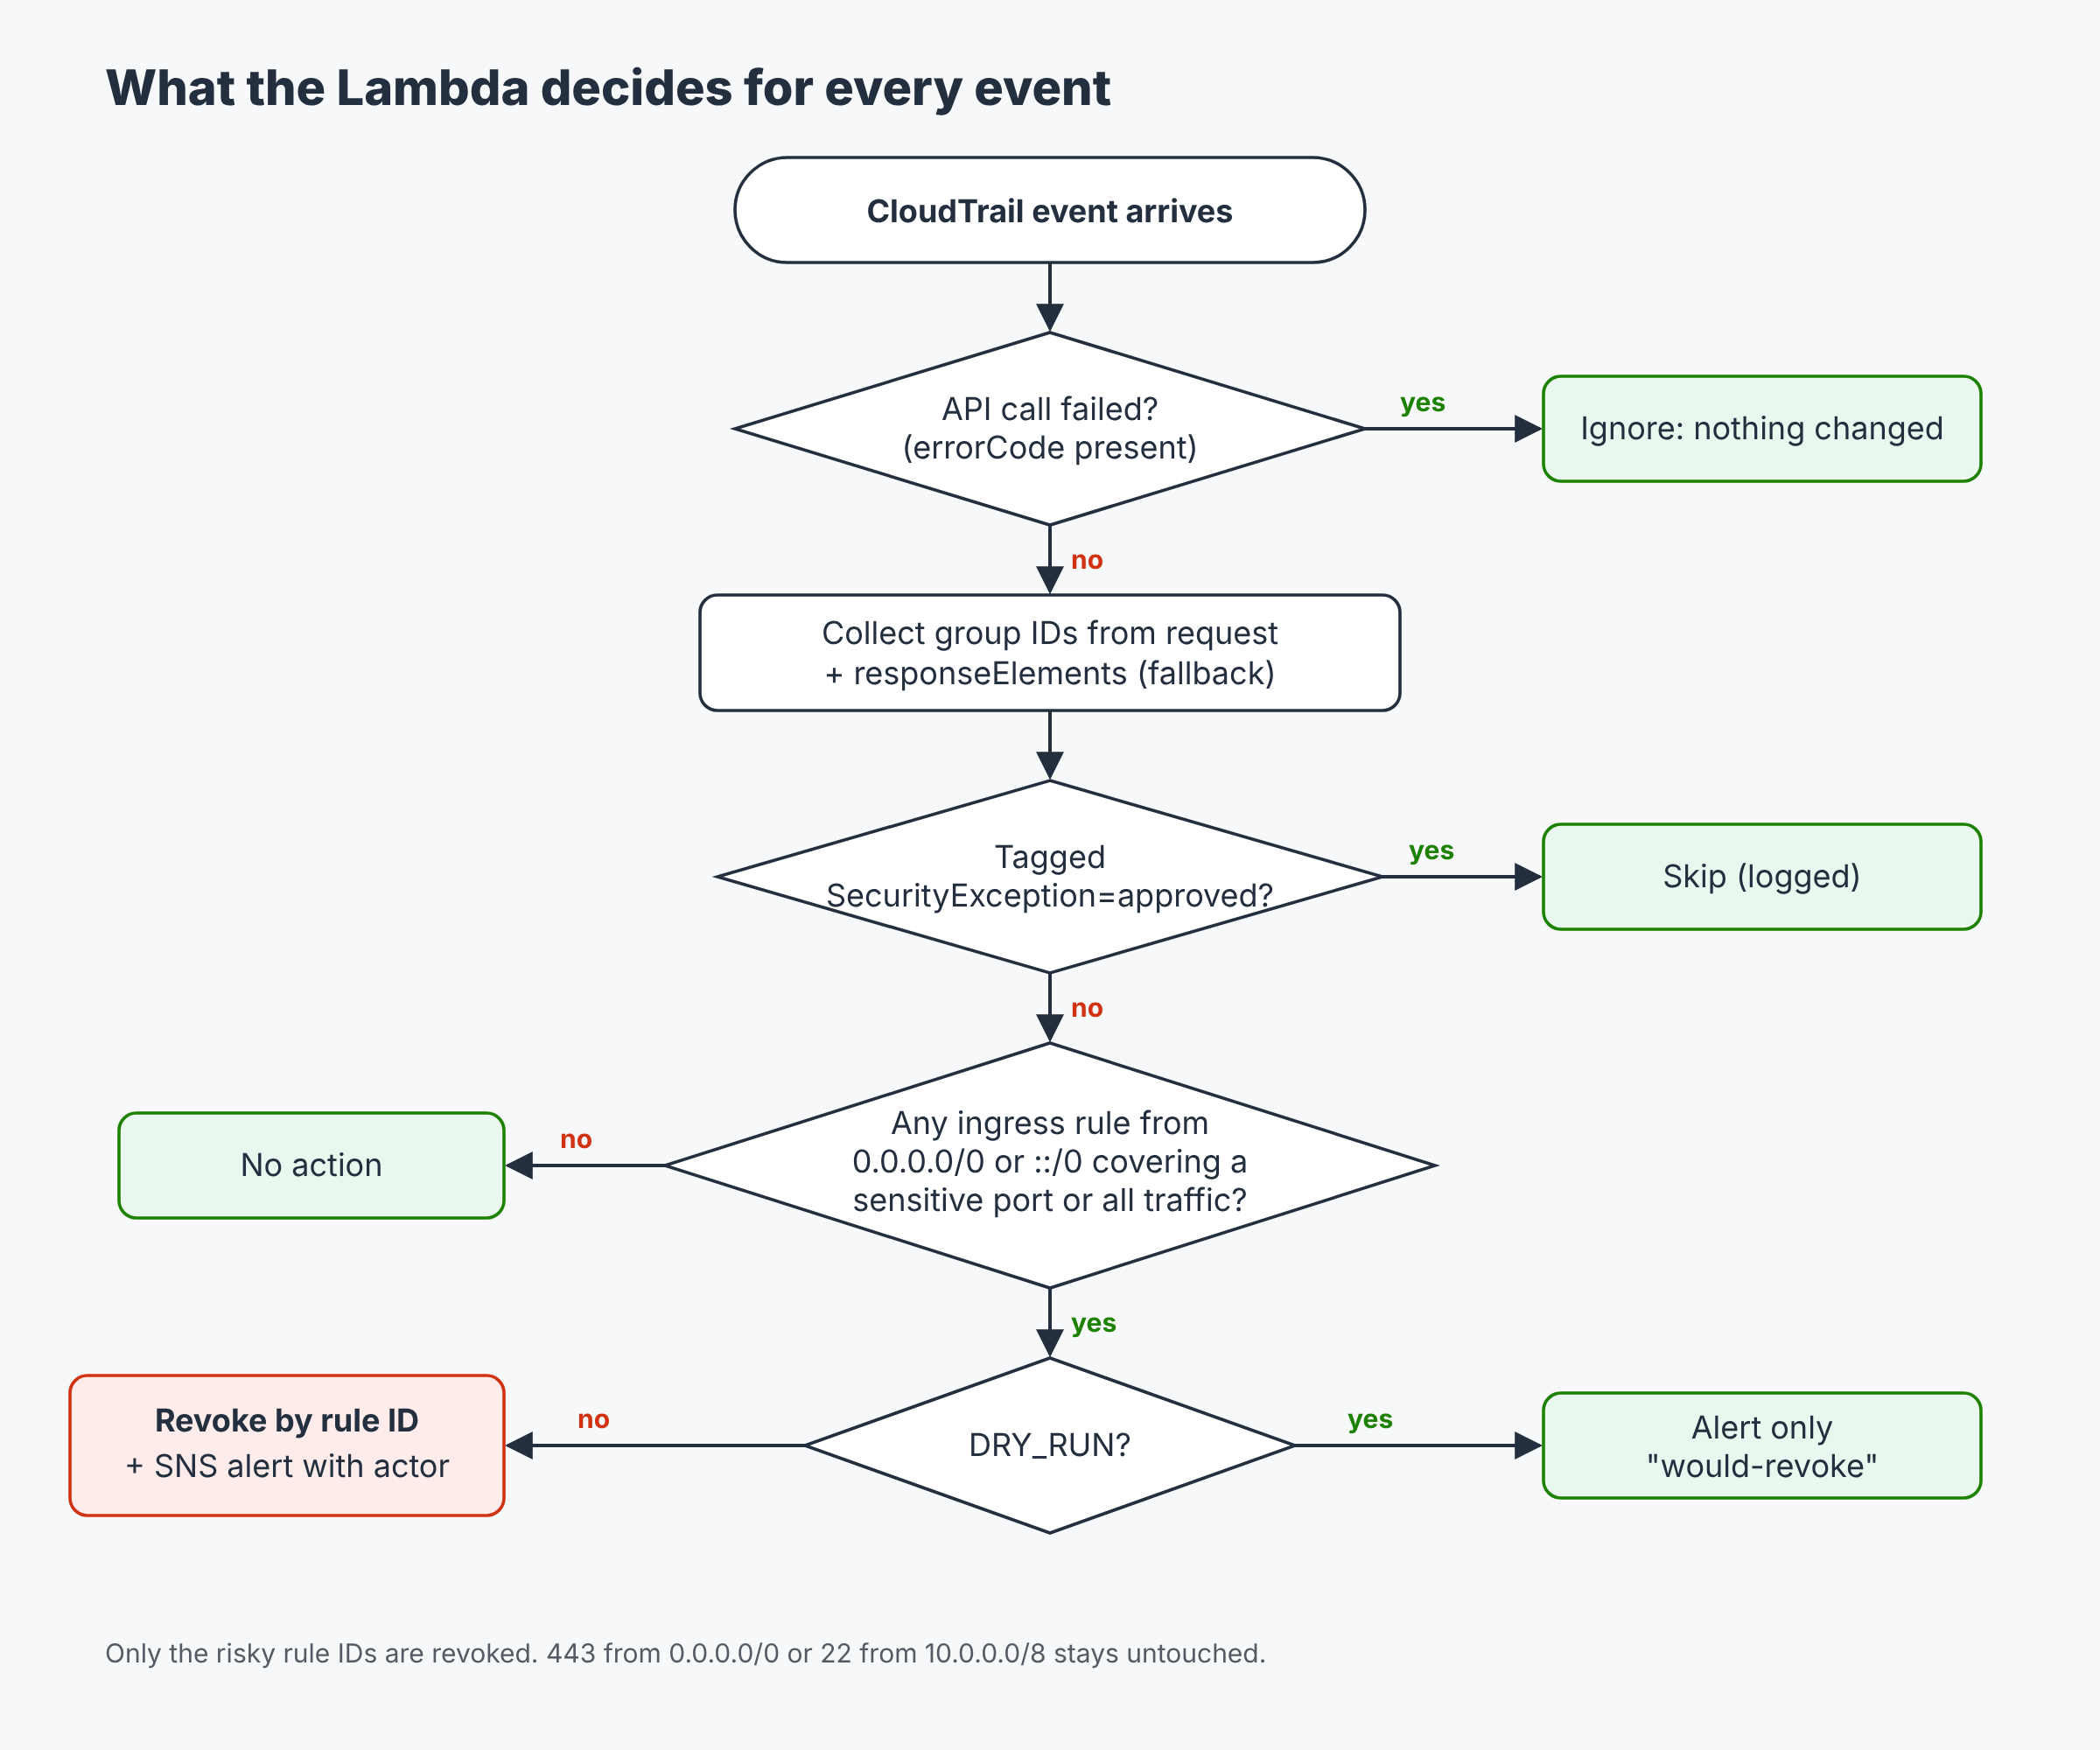 What the Lambda decides for every event
CloudTrail event arrives
API call failed?
(errorCode present)
yes
Ignore: nothing changed
no
Collect group IDs from request
+ responseElements (fallback)
Tagged
SecurityException=approved?
yes
Skip (logged)
no
Any ingress rule from
0.0.0.0/0 or ::/0 covering a
sensitive port or all traffic?
no
No action
yes
DRY_RUN?
no
Revoke by rule ID
+ SNS alert with actor
yes
Alert only
"would-revoke"
Only the risky rule IDs are revoked. 443 from 0.0.0.0/0 or 22 from 10.0.0.0/8 stays untouched.